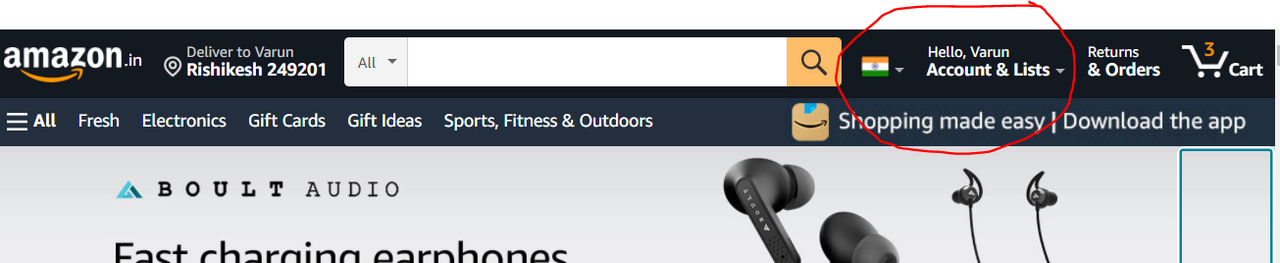 amazon.in
Deliver to Varun
Rishikesh 249201
All
Hello, Varun
Account & Lists
Returns
& Orders
3
Cart
All
Fresh
Electronics
Gift Cards
Gift Ideas
Sports, Fitness & Outdoors
Shopping made easy | Download the app
BOULT AUDIO
BOULT
Fast charging earphones